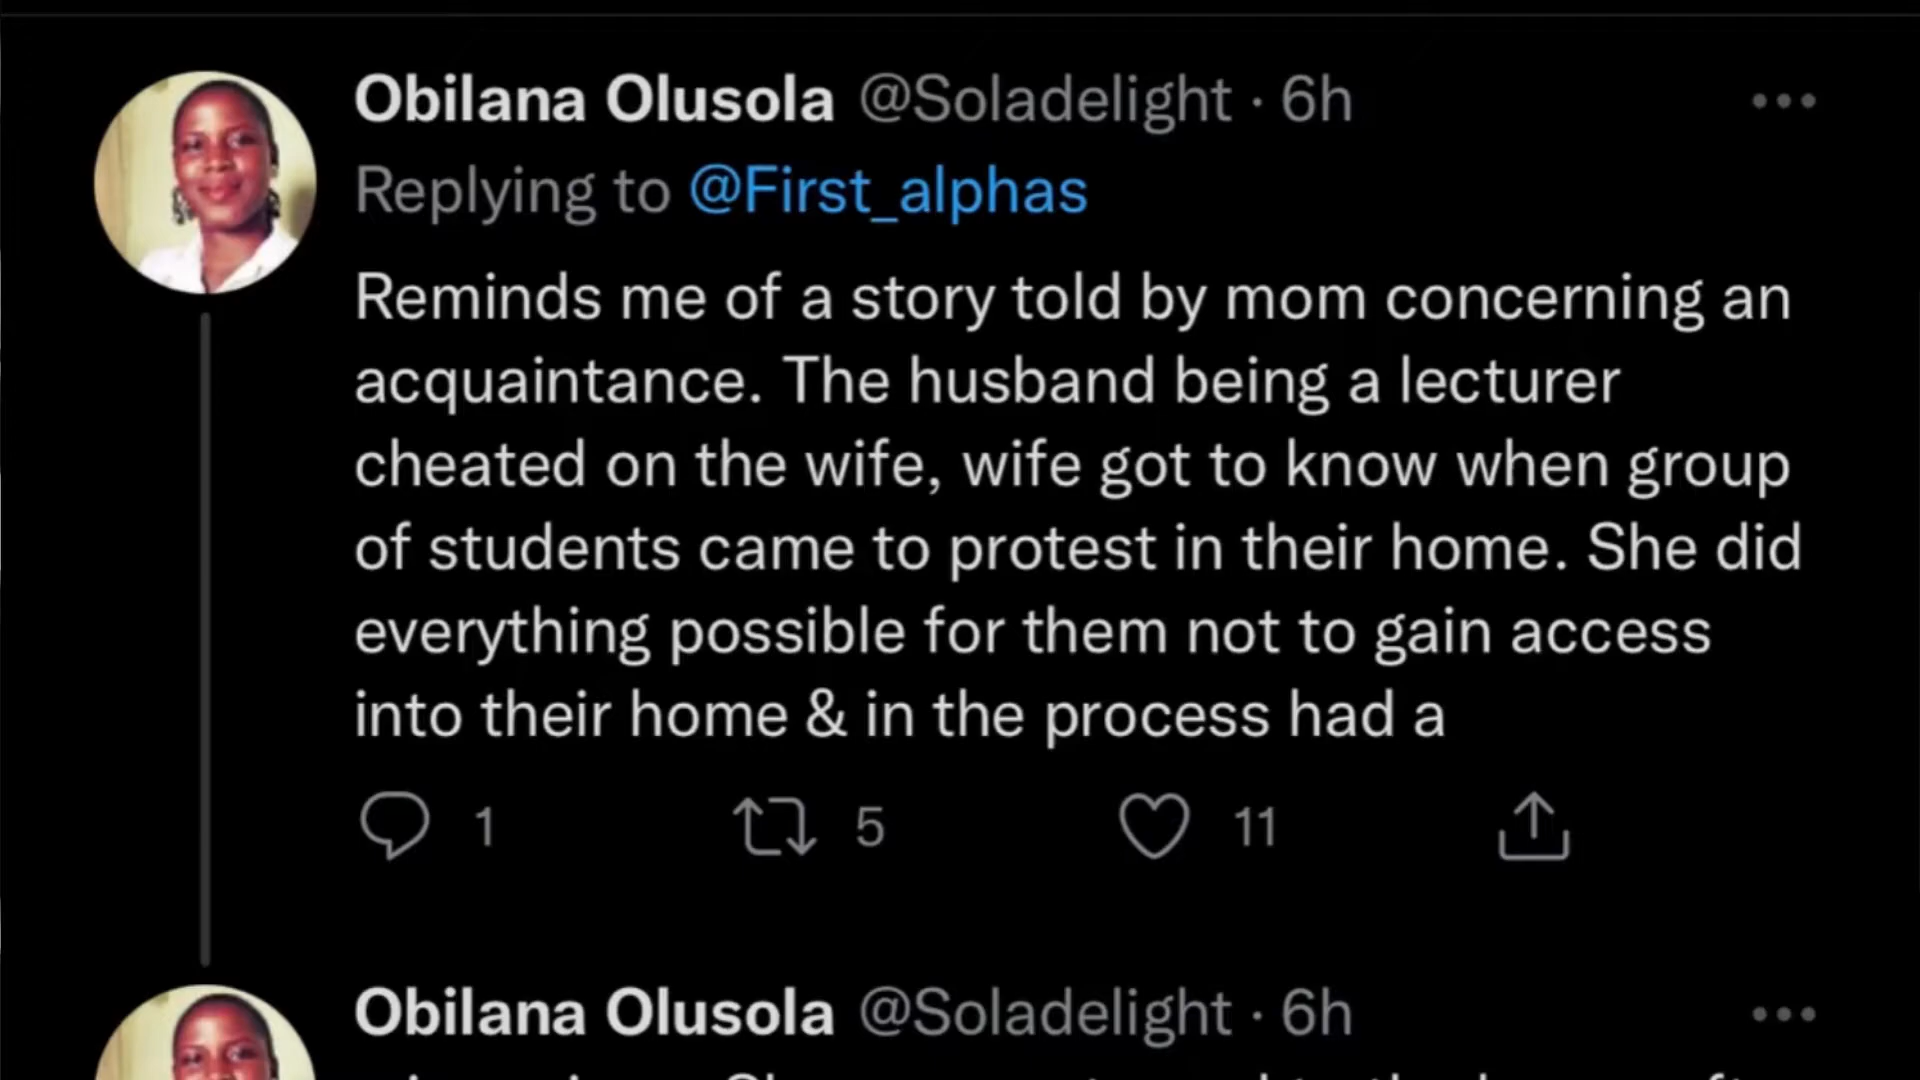 Obilana Olusola @Soladelight · 6h
Replying to @First_alphas
Reminds me of a story told by mom concerning an
acquaintance. The husband being a lecturer
cheated on the wife, wife got to know when group
of students came to protest in their home. She did
everything possible for them not to gain access
into their home & in the process had a
1 5 11
Obilana Olusola @Soladelight · 6h